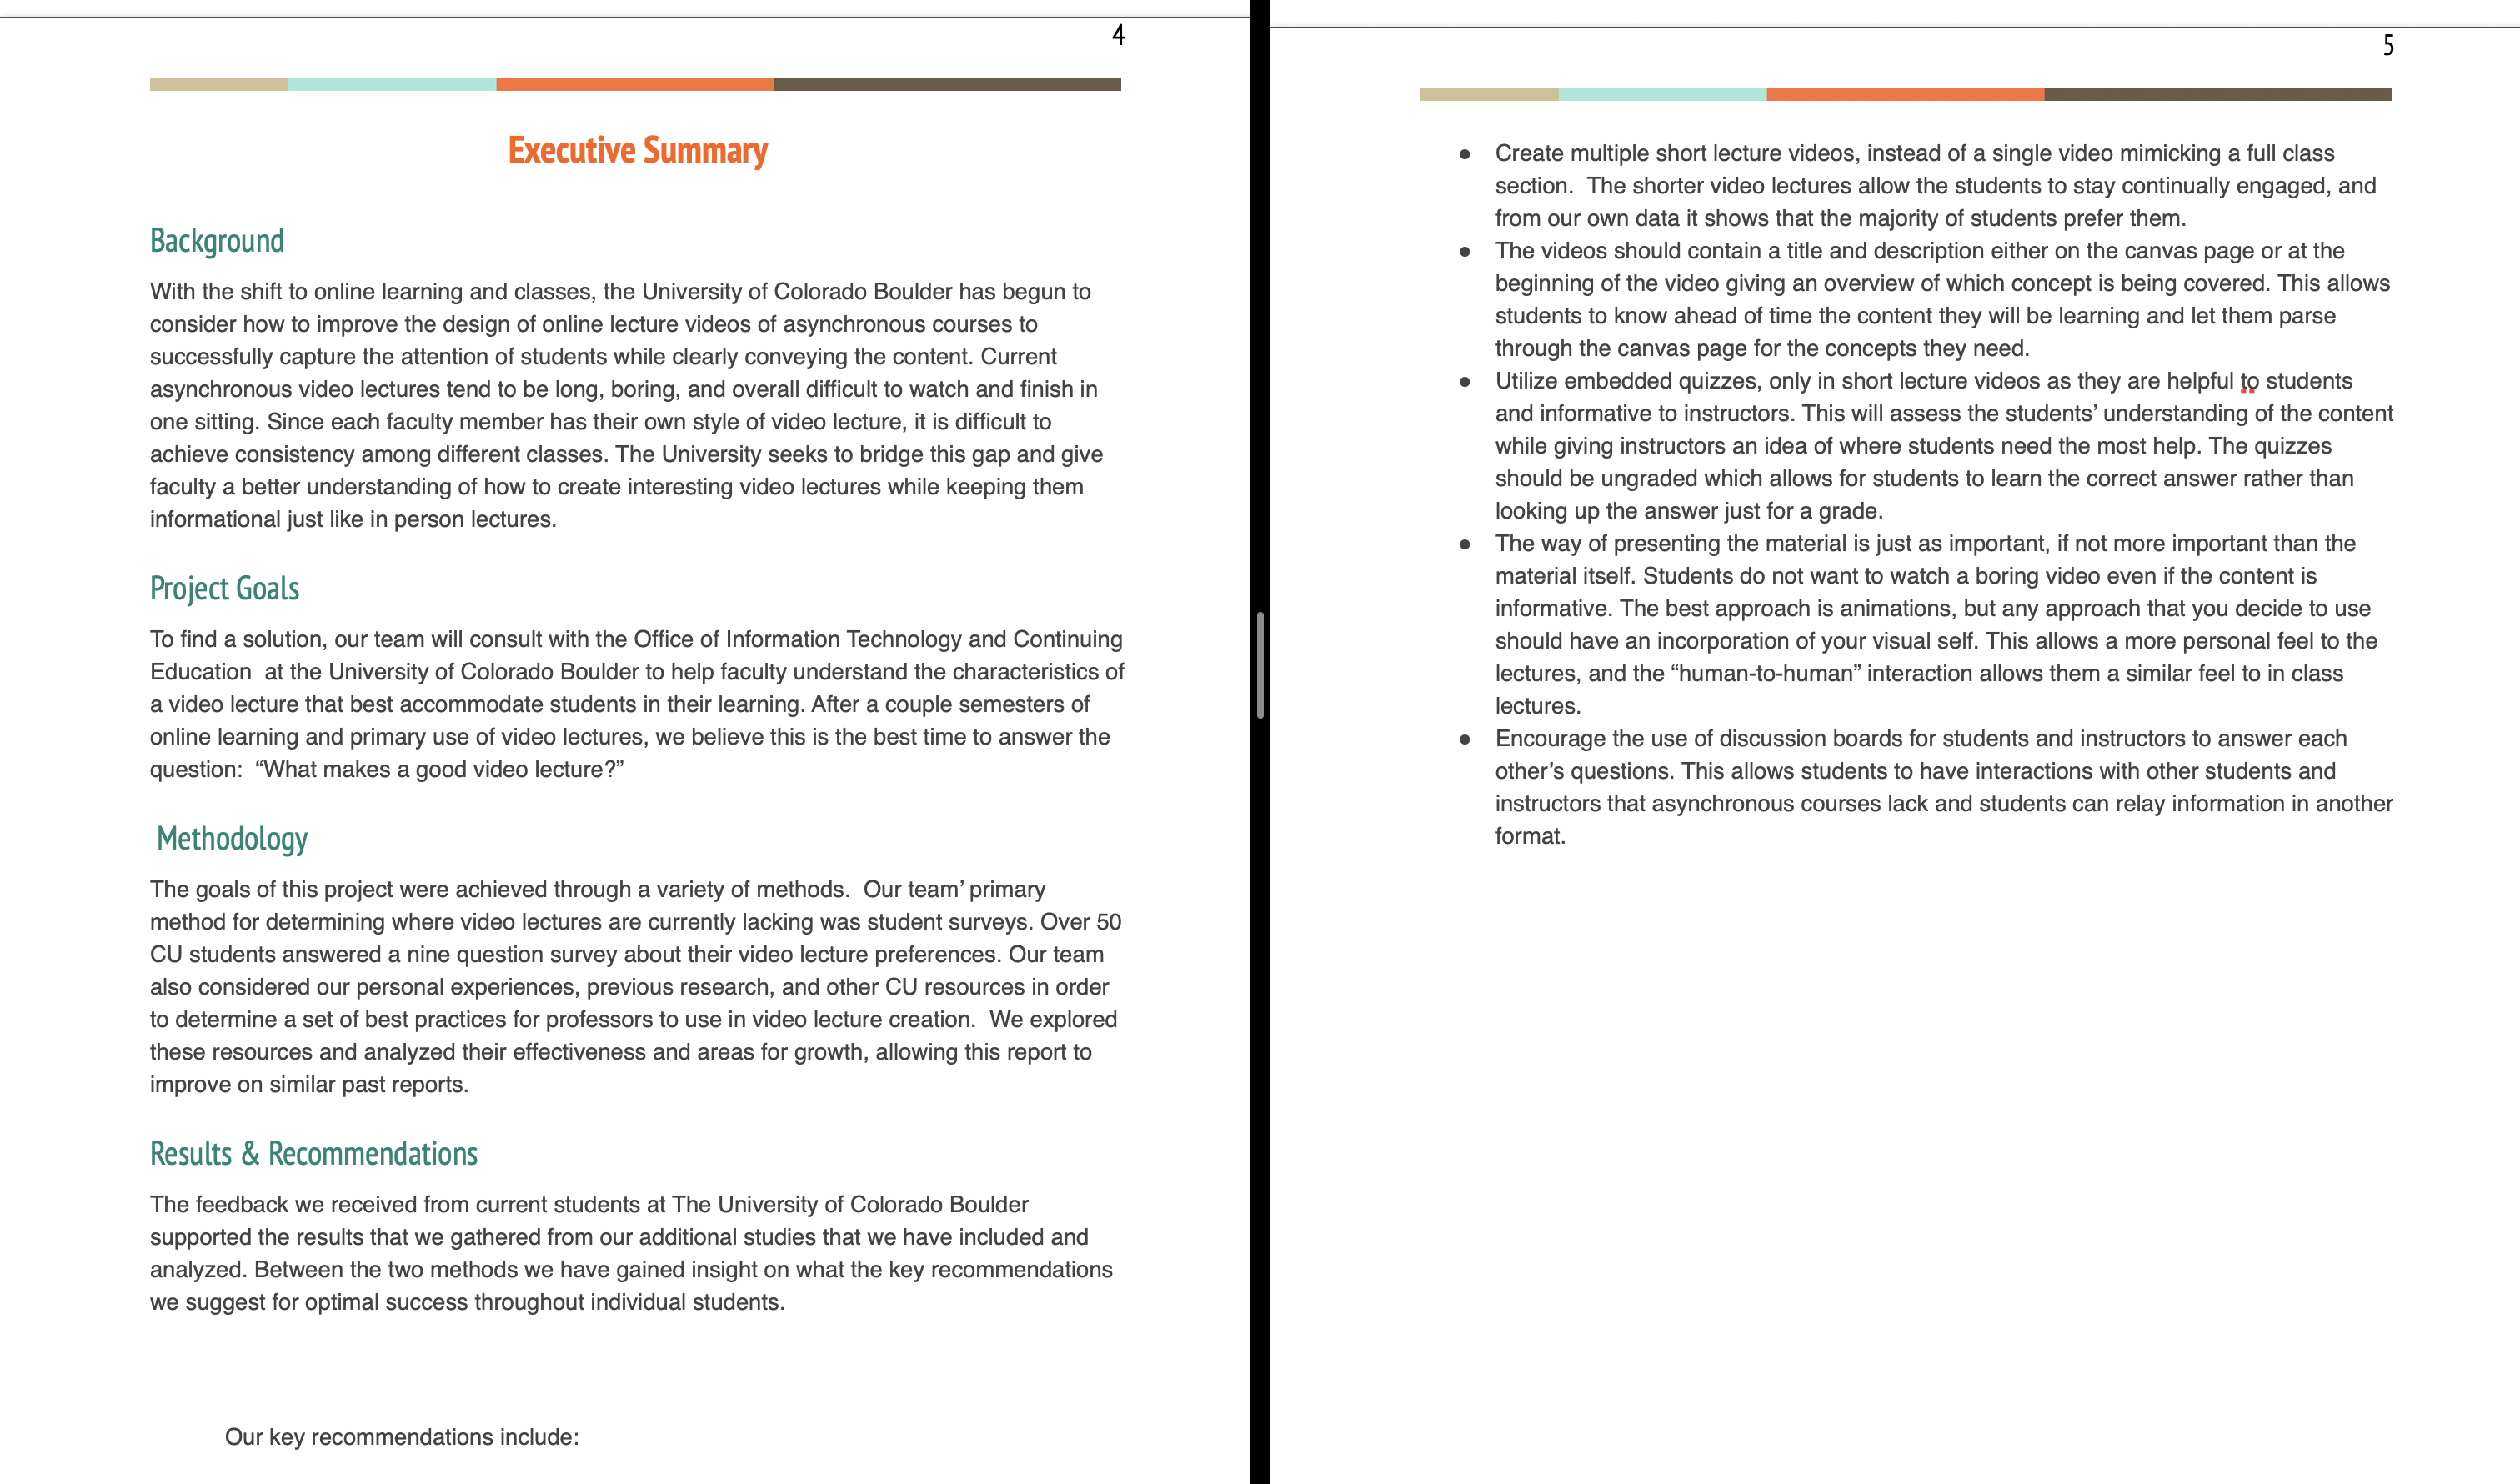 4
Executive Summary
Background
With the shift to online learning and classes, the University of Colorado Boulder has begun to
consider how to improve the design of online lecture videos of asynchronous courses to
successfully capture the attention of students while clearly conveying the content. Current
asynchronous video lectures tend to be long, boring, and overall difficult to watch and finish in
one sitting. Since each faculty member has their own style of video lecture, it is difficult to
achieve consistency among different classes. The University seeks to bridge this gap and give
faculty a better understanding of how to create interesting video lectures while keeping them
informational just like in person lectures.
Project Goals
To find a solution, our team will consult with the Office of Information Technology and Continuing
Education  at the University of Colorado Boulder to help faculty understand the characteristics of
a video lecture that best accommodate students in their learning. After a couple semesters of
online learning and primary use of video lectures, we believe this is the best time to answer the
question:  “What makes a good video lecture?”
Methodology
The goals of this project were achieved through a variety of methods.  Our team’ primary
method for determining where video lectures are currently lacking was student surveys. Over 50
CU students answered a nine question survey about their video lecture preferences. Our team
also considered our personal experiences, previous research, and other CU resources in order
to determine a set of best practices for professors to use in video lecture creation.  We explored
these resources and analyzed their effectiveness and areas for growth, allowing this report to
improve on similar past reports.
Results & Recommendations
The feedback we received from current students at The University of Colorado Boulder
supported the results that we gathered from our additional studies that we have included and
analyzed. Between the two methods we have gained insight on what the key recommendations
we suggest for optimal success throughout individual students.
Our key recommendations include:
5
● Create multiple short lecture videos, instead of a single video mimicking a full class
section.  The shorter video lectures allow the students to stay continually engaged, and
from our own data it shows that the majority of students prefer them.
● The videos should contain a title and description either on the canvas page or at the
beginning of the video giving an overview of which concept is being covered. This allows
students to know ahead of time the content they will be learning and let them parse
through the canvas page for the concepts they need.
● Utilize embedded quizzes, only in short lecture videos as they are helpful to students
and informative to instructors. This will assess the students’ understanding of the content
while giving instructors an idea of where students need the most help. The quizzes
should be ungraded which allows for students to learn the correct answer rather than
looking up the answer just for a grade.
● The way of presenting the material is just as important, if not more important than the
material itself. Students do not want to watch a boring video even if the content is
informative. The best approach is animations, but any approach that you decide to use
should have an incorporation of your visual self. This allows a more personal feel to the
lectures, and the “human-to-human” interaction allows them a similar feel to in class
lectures.
● Encourage the use of discussion boards for students and instructors to answer each
other’s questions. This allows students to have interactions with other students and
instructors that asynchronous courses lack and students can relay information in another
format.